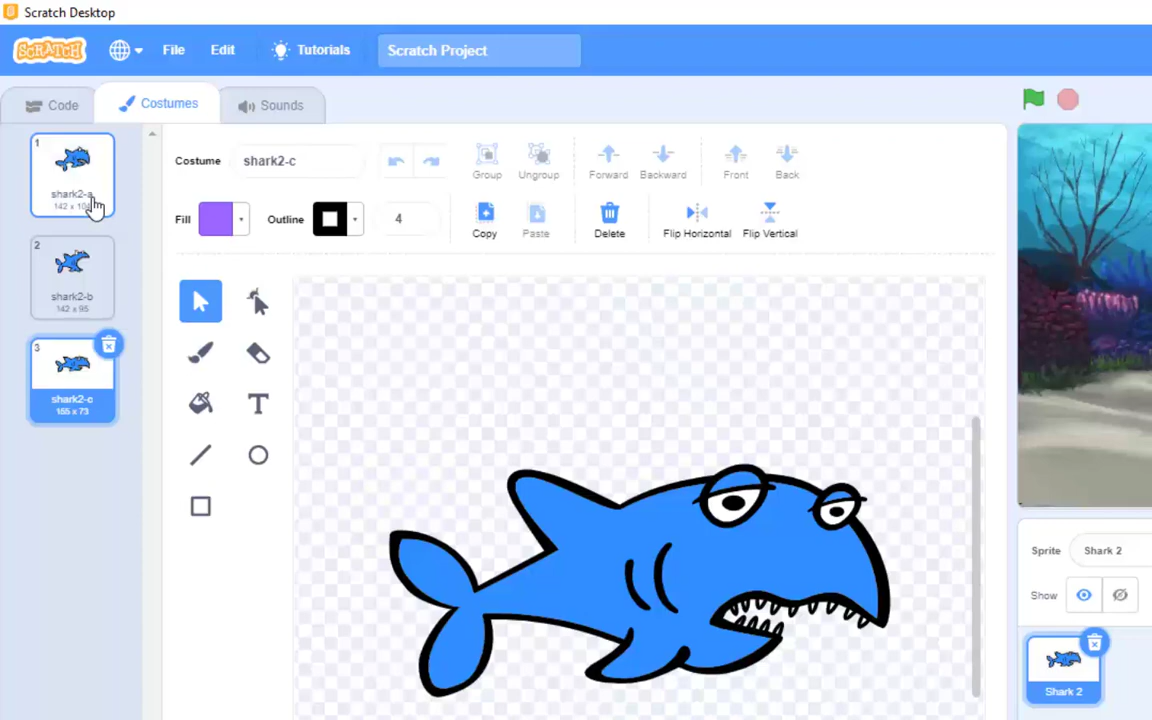 Scratch Desktop
SCRATCH File Edit Tutorials Scratch Project
Code Costumes Sounds
1
shark2-a
2
shark2-b
142 x 95
3
shark2-c
155 x 73
Costume shark2-c Group Ungroup Forward Backward Front Back
Fill Outline 4 Copy Paste Delete Flip Horizontal Flip Vertical
T
Sprite Shark 2
Show
Shark 2